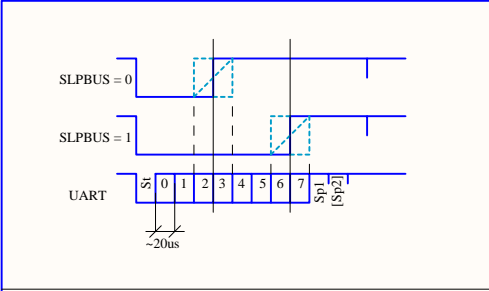 SLPBUS = 0
SLPBUS = 1
UART St 0 1 2 3 4 5 6 7 Sp1 [Sp2]
~20us